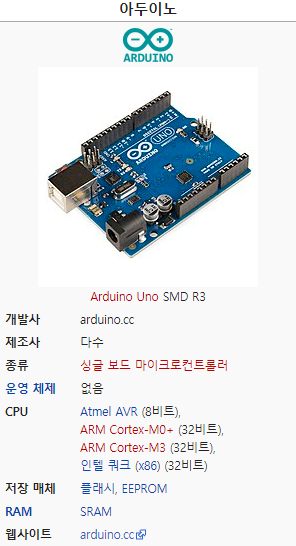 아두이노
ARDUINO
ARDUINO
UNO
Arduino Uno SMD R3
개발사 arduino.cc
제조사 다수
종류 싱글 보드 마이크로컨트롤러
운영 체제 없음
CPU Atmel AVR (8비트),
ARM Cortex-M0+ (32비트),
ARM Cortex-M3 (32비트),
인텔 쿼크 (x86) (32비트)
저장 매체 플래시, EEPROM
RAM SRAM
웹사이트 arduino.cc